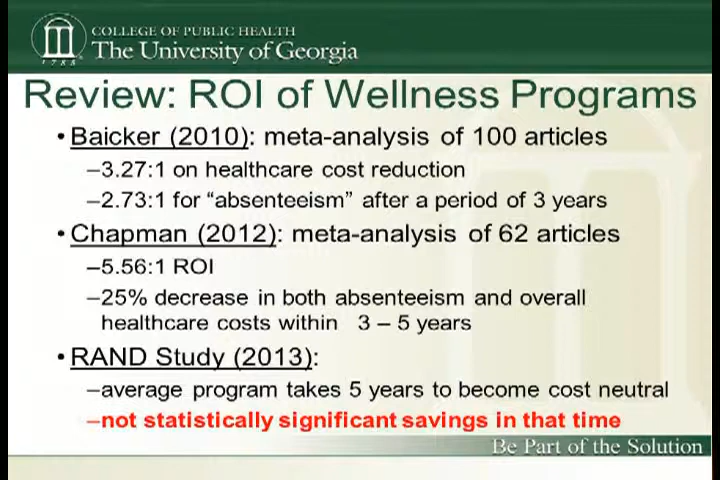 COLLEGE OF PUBLIC HEALTH
The University of Georgia
1785
Review: ROI of Wellness Programs
• Baicker (2010): meta-analysis of 100 articles
–3.27:1 on healthcare cost reduction
–2.73:1 for “absenteeism” after a period of 3 years
• Chapman (2012): meta-analysis of 62 articles
–5.56:1 ROI
–25% decrease in both absenteeism and overall
healthcare costs within 3 – 5 years
• RAND Study (2013):
–average program takes 5 years to become cost neutral
–not statistically significant savings in that time
Be Part of the Solution